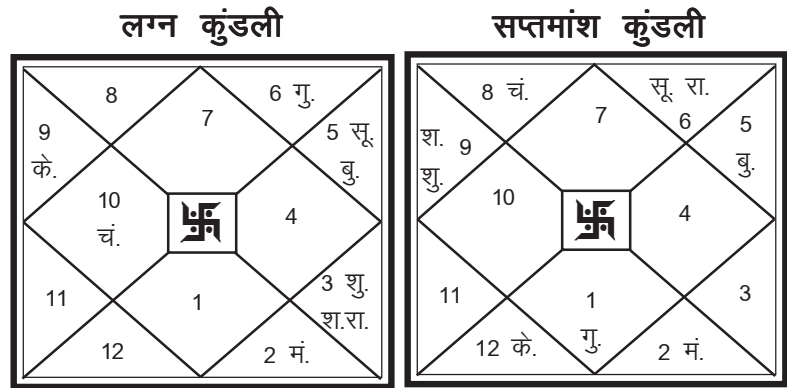 लग्न कुंडली
8
7
6 गु.
9
के.
5 सू.
बु.
10
चं.
4
11
1
3 शु.
श.रा.
12
2 मं.
सप्तमांश कुंडली
8 चं.
7
सू. रा.
6
श.
शु.
9
5
बु.
10
4
11
1
गु.
3
12 के.
2 मं.